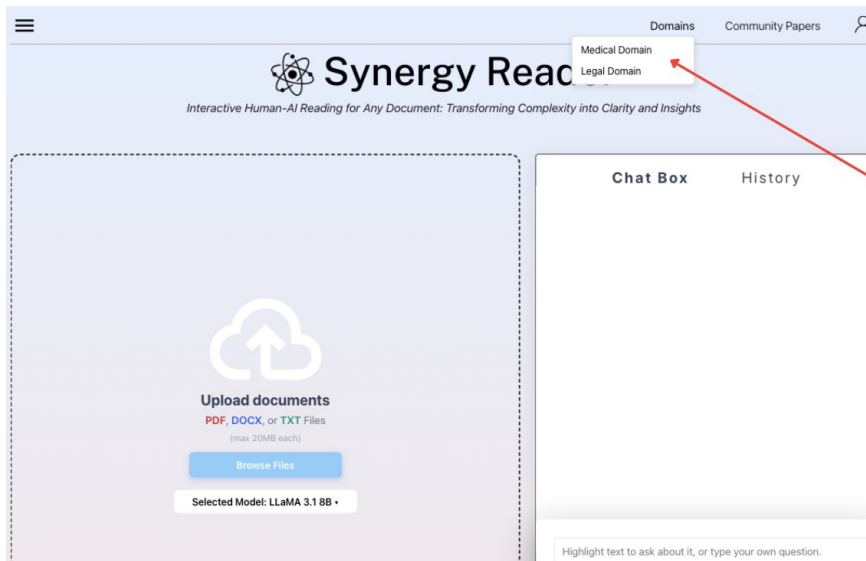 Domains Community Papers
Medical Domain
Legal Domain
Synergy Read
Interactive Human-AI Reading for Any Document: Transforming Complexity into Clarity and Insights
Chat Box History
Upload documents
PDF, DOCX, or TXT Files
(max 20MB each)
Browse Files
Selected Model: LLaMA 3.1 8B
Highlight text to ask about it, or type your own question.